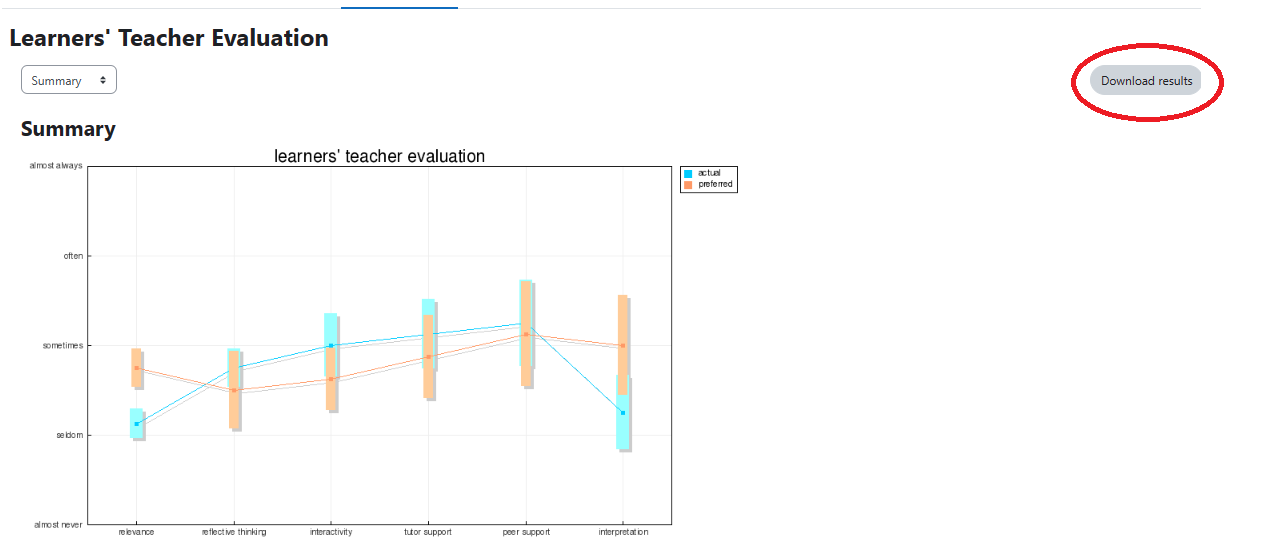 Learners' Teacher Evaluation
Summary
Download results
Summary
learners' teacher evaluation
almost always
often
sometimes
seldom
almost never
relevance
reflective thinking
interactivity
tutor support
peer support
interpretation
actual
preferred